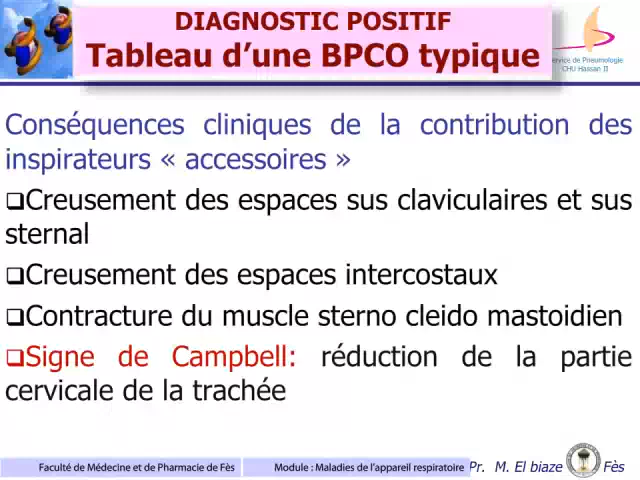 DIAGNOSTIC POSITIF
Tableau d’une BPCO typique
ervice de Pneumologie
CHU Hassan II
Conséquences cliniques de la contribution des
inspirateurs « accessoires »
❑Creusement des espaces sus claviculaires et sus
sternal
❑Creusement des espaces intercostaux
❑Contracture du muscle sterno cleido mastoidien
❑Signe de Campbell: réduction de la partie
cervicale de la trachée
Faculté de Médecine et de Pharmacie de Fès Module : Maladies de l'appareil respiratoire Pr. M. El biaze Fès